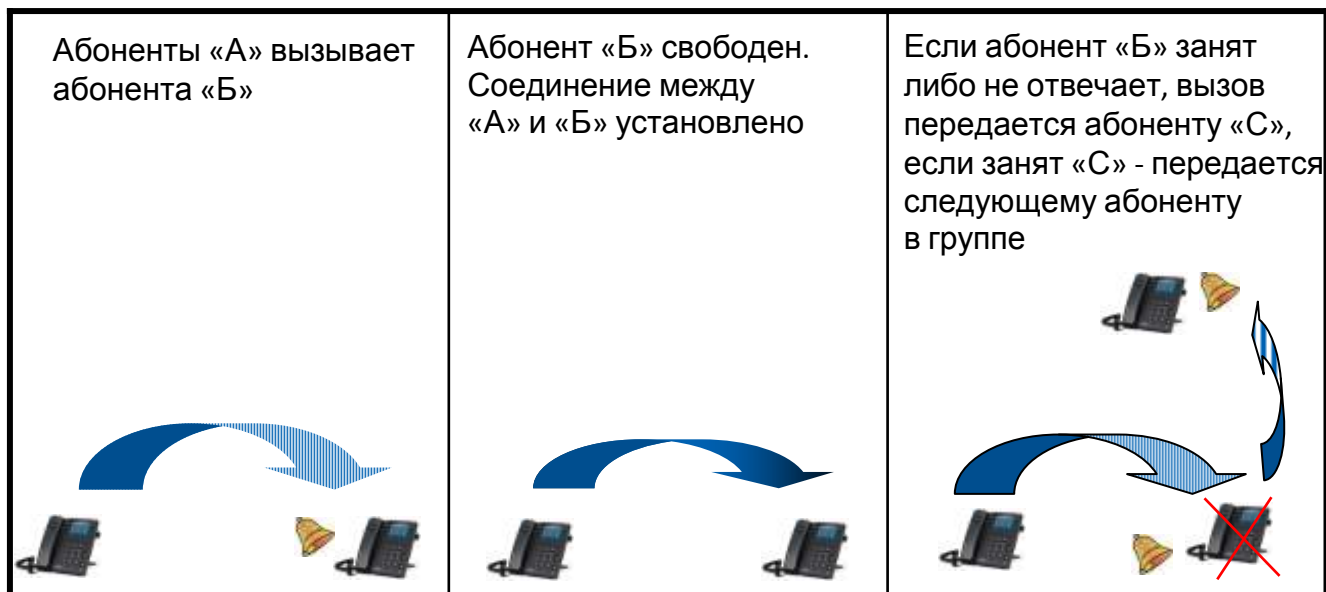 Абоненты «А» вызывает
абонента «Б»
Абонент «Б» свободен.
Соединение между
«А» и «Б» установлено
Если абонент «Б» занят
либо не отвечает, вызов
передается абоненту «С»,
если занят «С» - передается
следующему абоненту
в группе